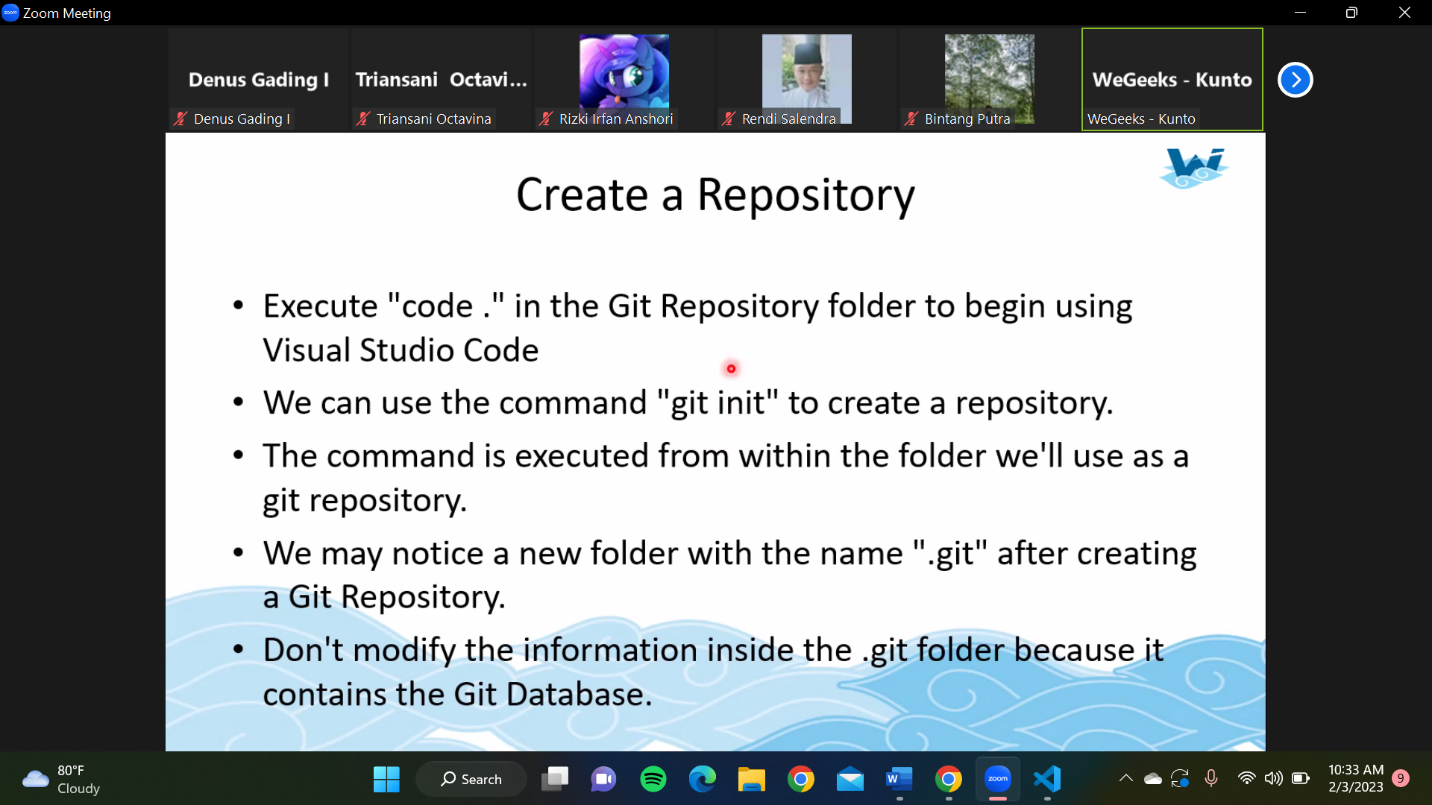 Zoom Meeting
Denus Gading I
Triansani Octavi...
WeGeeks - Kunto
Denus Gading I
Triansani Octavina
Rizki Irfan Anshori
Rendi Salendra
Bintang Putra
WeGeeks - Kunto
Create a Repository
• Execute "code ." in the Git Repository folder to begin using
Visual Studio Code
• We can use the command "git init" to create a repository.
• The command is executed from within the folder we'll use as a
git repository.
• We may notice a new folder with the name ".git" after creating
a Git Repository.
• Don't modify the information inside the .git folder because it
contains the Git Database.
80°F
Cloudy
Search
zoom
10:33 AM
2/3/2023
9